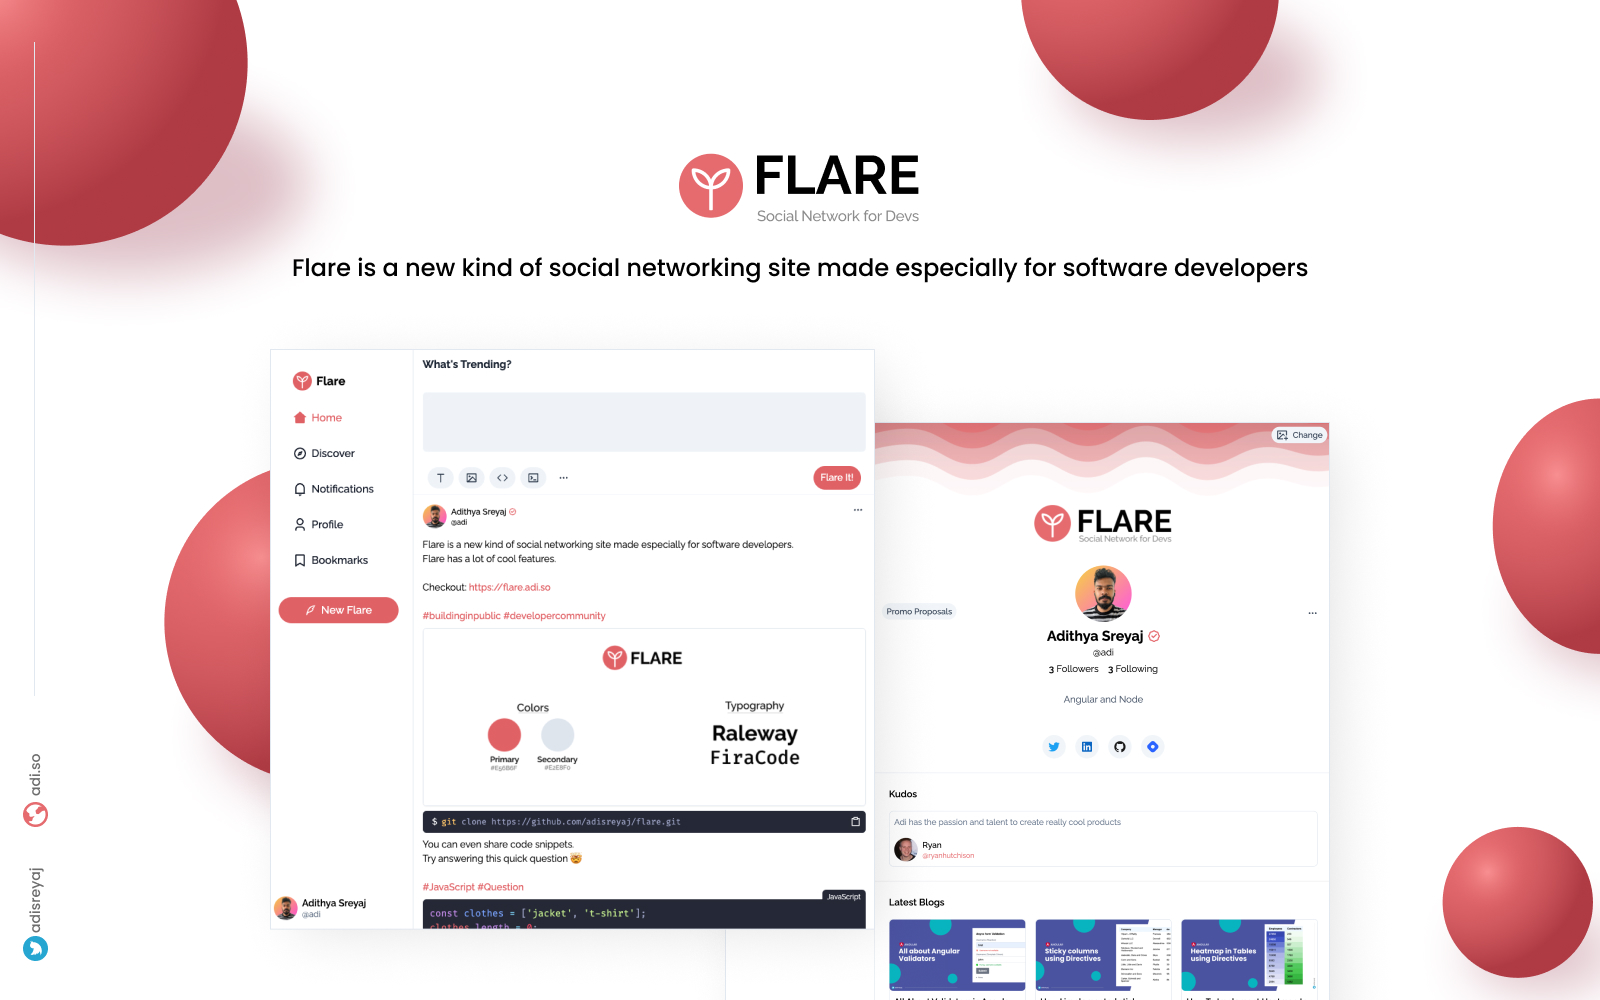 FLARE
Social Network for Devs
Flare is a new kind of social networking site made especially for software developers
Flare
Home
Discover
Notifications
Profile
Bookmarks
New Flare
Adithya Sreyaj
@adi
What's Trending?
Flare It!
Adithya Sreyaj
@adi
Flare is a new kind of social networking site made especially for software developers.
Flare has a lot of cool features.
Checkout: https://flare.adi.so
#buildinginpublic #developercommunity
FLARE
Colors
Primary
#E56B6F
Secondary
#E2E8F0
Typography
Raleway
FiraCode
$ git clone https://github.com/adisreyaj/flare.git
You can even share code snippets.
Try answering this quick question 🤯
#JavaScript #Question
JavaScript
const clothes = ['jacket', 't-shirt'];
clothes.length = 0;
Change
FLARE
Social Network for Devs
Promo Proposals
Adithya Sreyaj
@adi
3 Followers 3 Following
Angular and Node
Kudos
Adi has the passion and talent to create really cool products
Ryan
@ryanhutchison
Latest Blogs
ANGULAR
All about Angular
Validators
ANGULAR
Sticky columns
using Directives
ANGULAR
Heatmap in Tables
using Directives
adi.so
adisreyaj